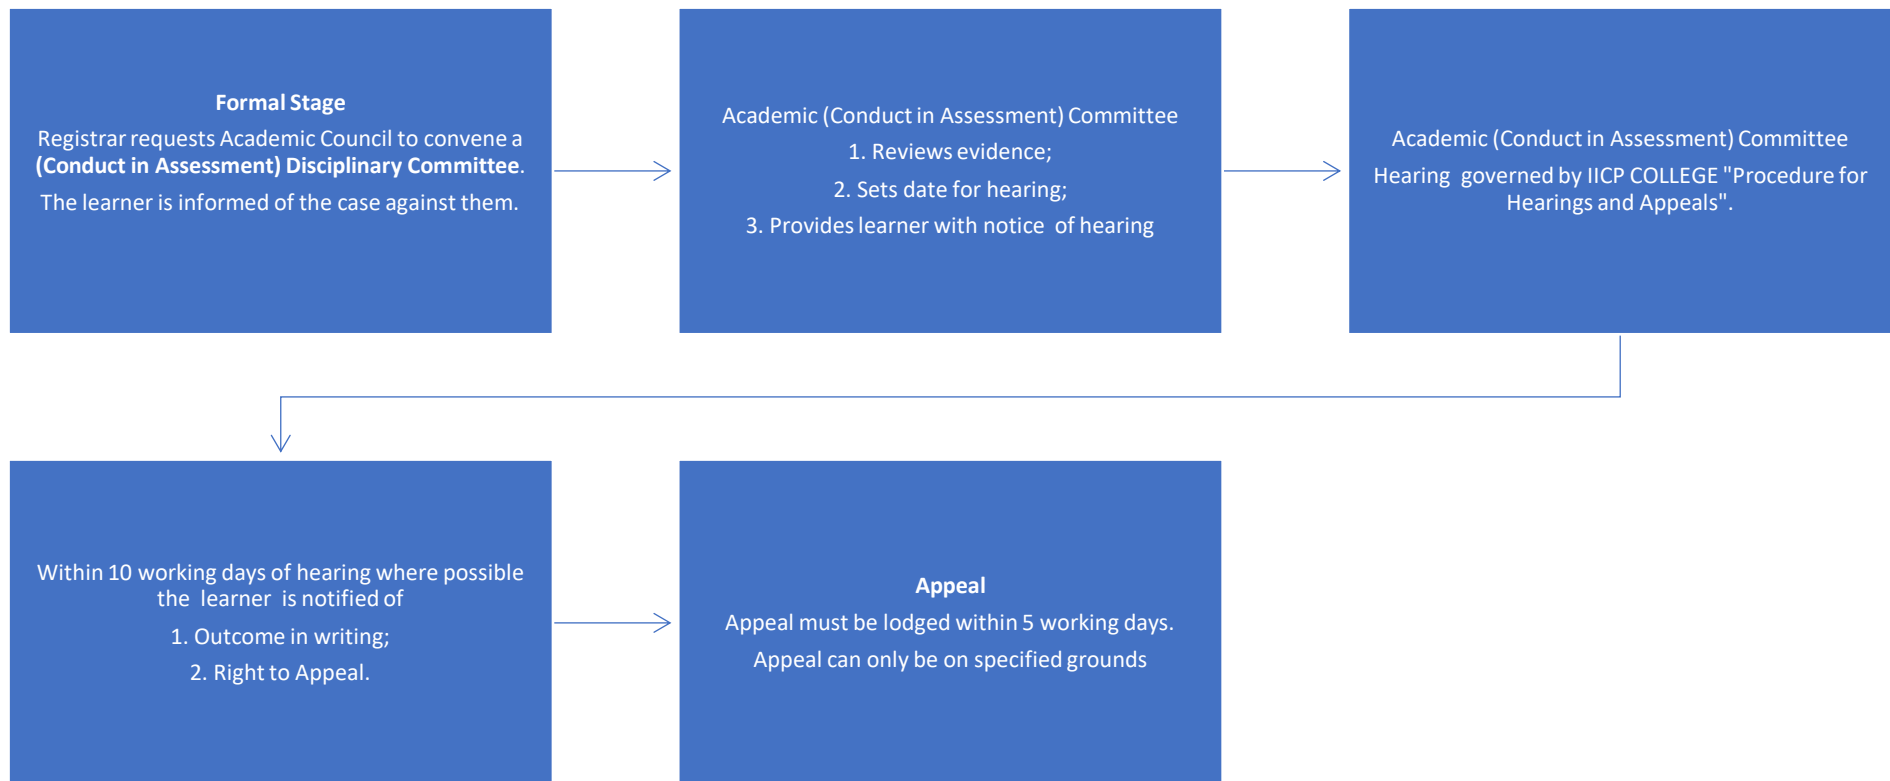 Formal Stage
Registrar requests Academic Council to convene a
(Conduct in Assessment) Disciplinary Committee.
The learner is informed of the case against them.
Academic (Conduct in Assessment) Committee
1. Reviews evidence;
2. Sets date for hearing;
3. Provides learner with notice of hearing
Academic (Conduct in Assessment) Committee
Hearing governed by IICP COLLEGE "Procedure for
Hearings and Appeals".
Within 10 working days of hearing where possible
the learner is notified of
1. Outcome in writing;
2. Right to Appeal.
Appeal
Appeal must be lodged within 5 working days.
Appeal can only be on specified grounds